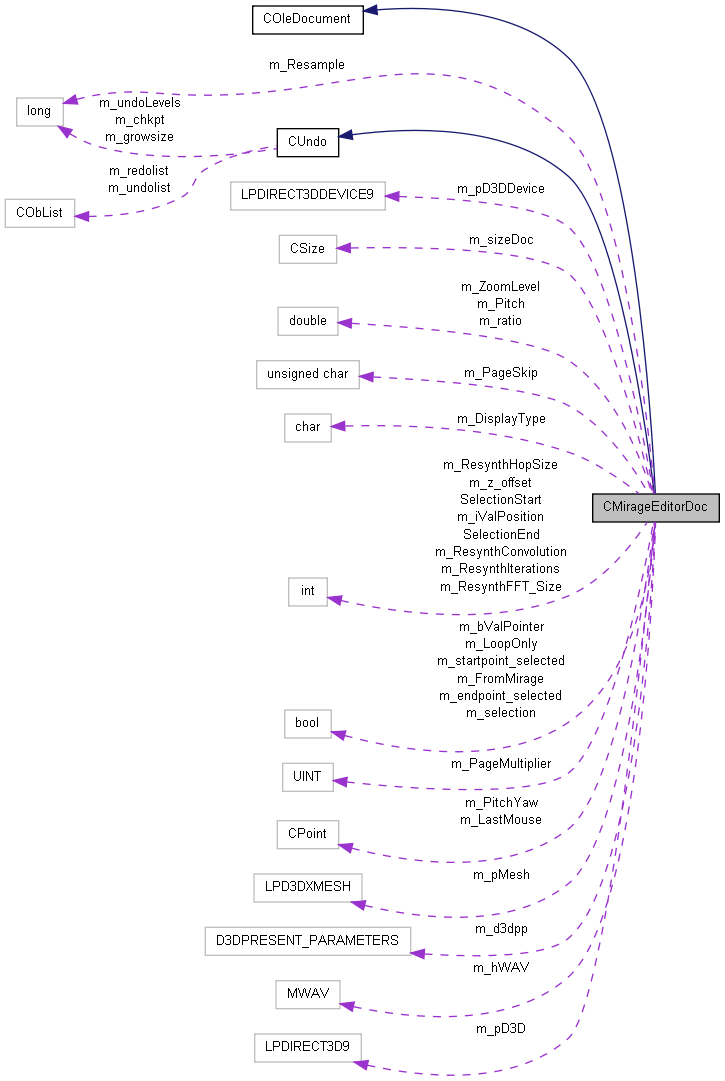 COleDocument
m_Resample
long
m_undoLevels
m_chkpt
m_growsize
CUndo
m_redolist
m_undolist
CObList
LPDIRECT3DDEVICE9
m_pD3DDevice
CSize
m_sizeDoc
double
m_ZoomLevel
m_Pitch
m_ratio
unsigned char
m_PageSkip
char
m_DisplayType
CMirageEditorDoc
m_ResynthHopSize
m_z_offset
SelectionStart
m_iValPosition
SelectionEnd
m_ResynthConvolution
m_ResynthIterations
m_ResynthFFT_Size
int
m_bValPointer
m_LoopOnly
m_startpoint_selected
m_FromMirage
m_endpoint_selected
m_selection
bool
UINT
m_PageMultiplier
CPoint
m_PitchYaw
m_LastMouse
LPD3DXMESH
m_pMesh
D3DPRESENT_PARAMETERS
m_d3dpp
MWAV
m_hWAV
LPDIRECT3D9
m_pD3D